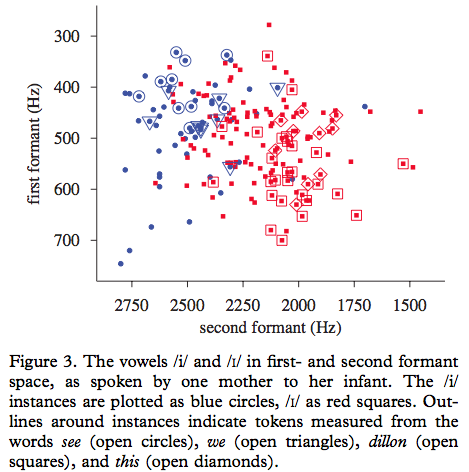 300
400
500
600
700
first formant (Hz)
2750 2500 2250 2000 1750 1500
second formant (Hz)
Figure 3. The vowels /i/ and /ɪ/ in first- and second formant
space, as spoken by one mother to her infant. The /i/
instances are plotted as blue circles, /ɪ/ as red squares. Out-
lines around instances indicate tokens measured from the
words see (open circles), we (open triangles), dillon (open
squares), and this (open diamonds).